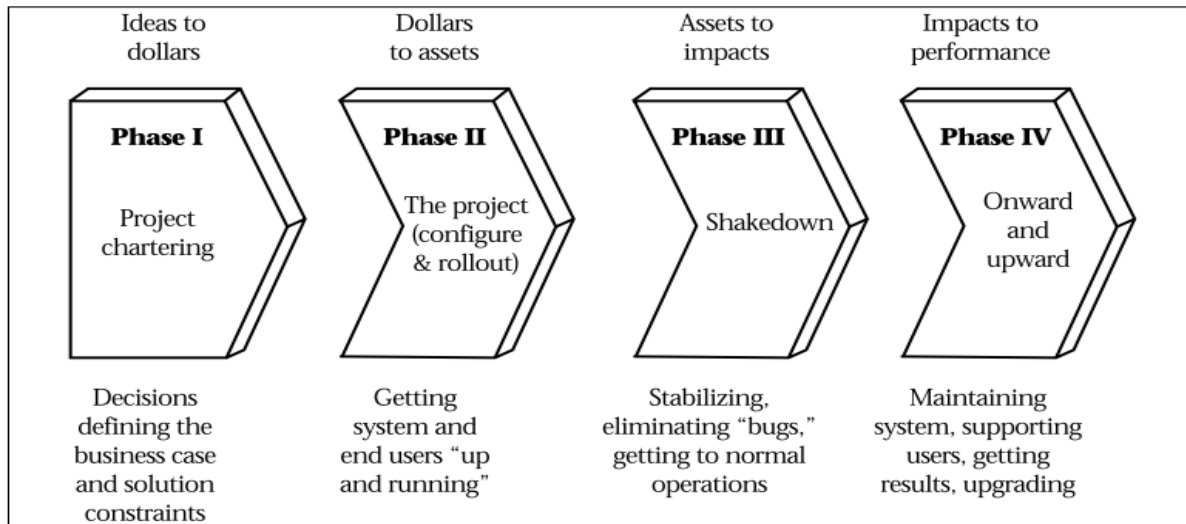 Ideas to
dollars
Dollars
to assets
Assets to
impacts
Impacts to
performance
Phase I
Project
chartering
Phase II
The project
(configure
& rollout)
Phase III
Shakedown
Phase IV
Onward
and
upward
Decisions
defining the
business case
and solution
constraints
Getting
system and
end users “up
and running”
Stabilizing,
eliminating “bugs,”
getting to normal
operations
Maintaining
system, supporting
users, getting
results, upgrading